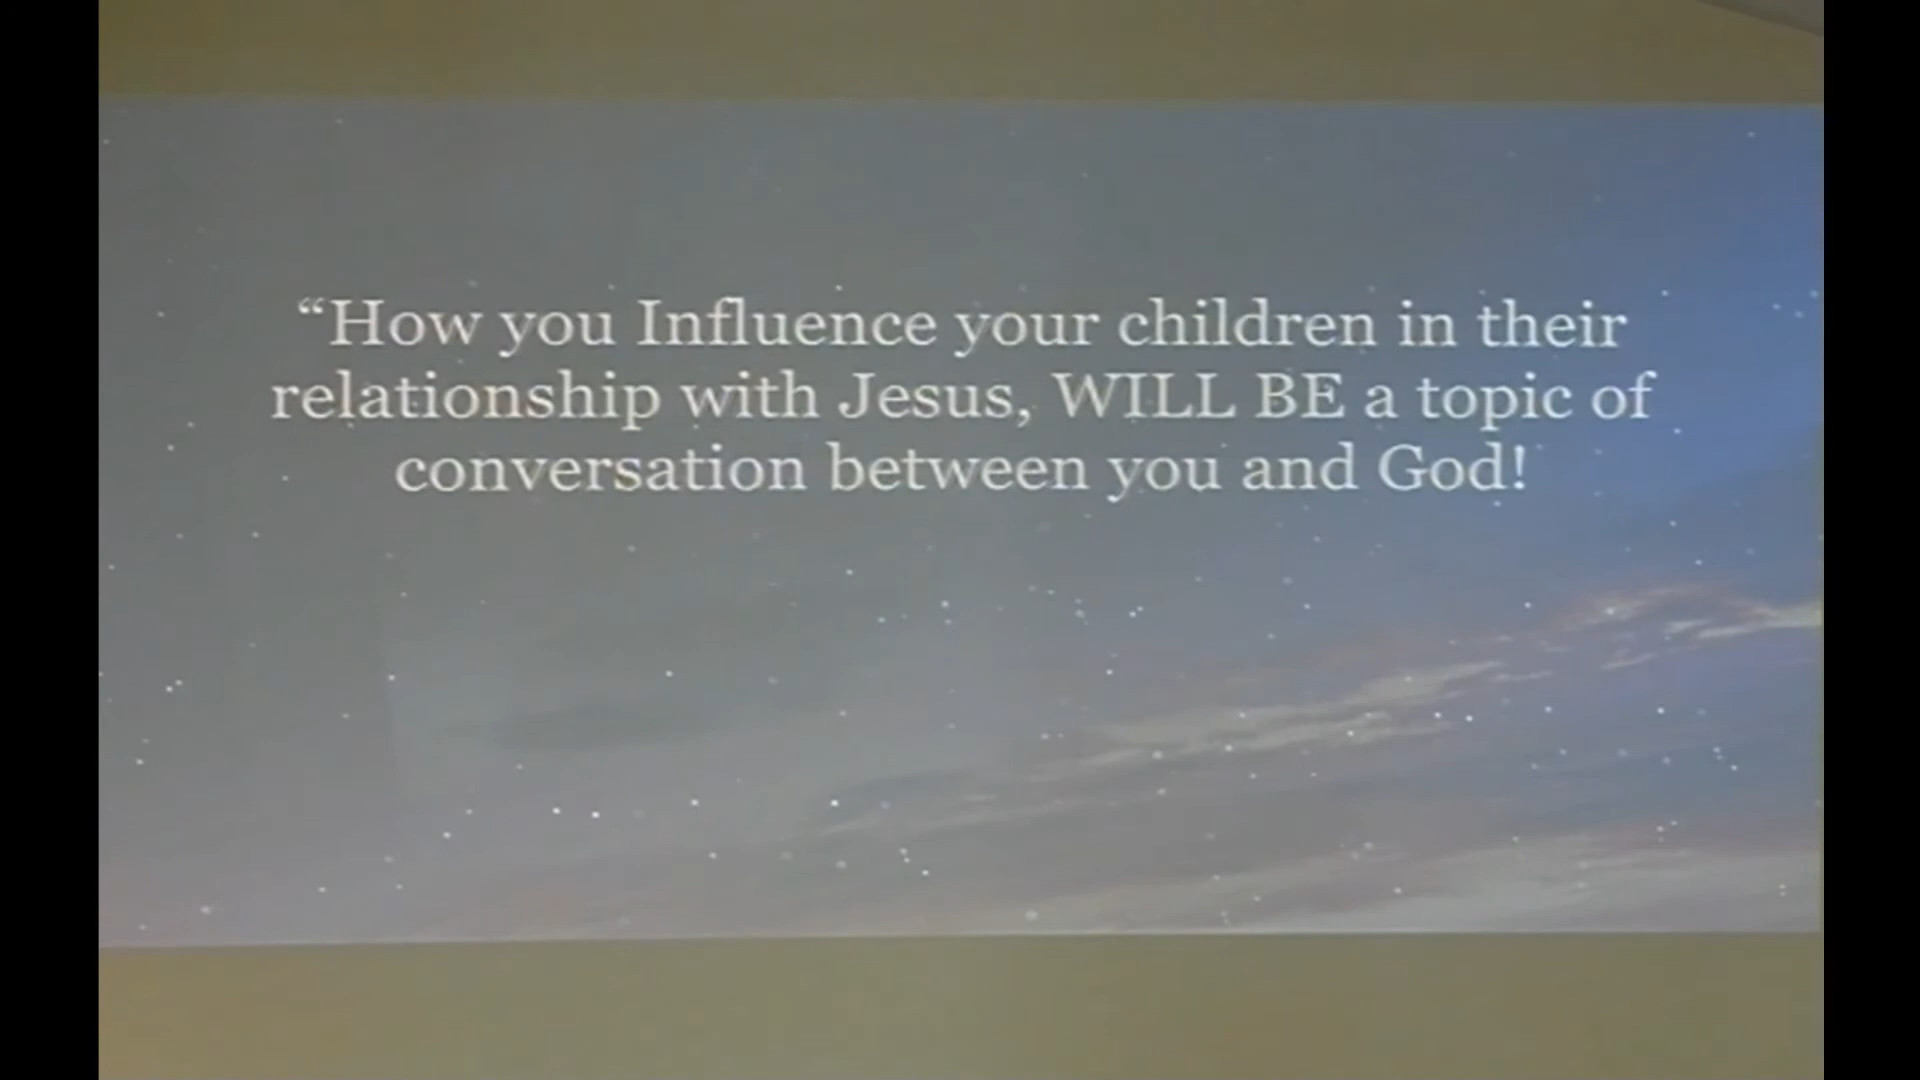 “How you Influence your children in their
relationship with Jesus, WILL BE a topic of
conversation between you and God!